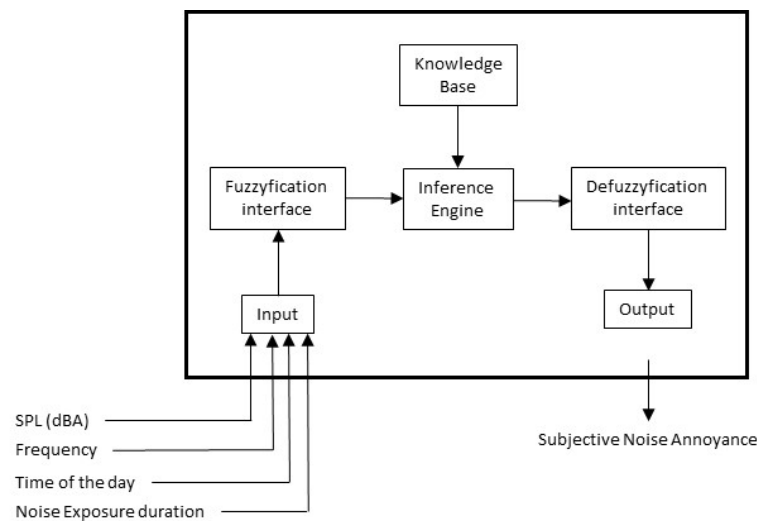 Knowledge
Base
Fuzzyfication
interface
Inference
Engine
Defuzzyfication
interface
Input
Output
SPL (dBA)
Frequency
Time of the day
Noise Exposure duration
Subjective Noise Annoyance